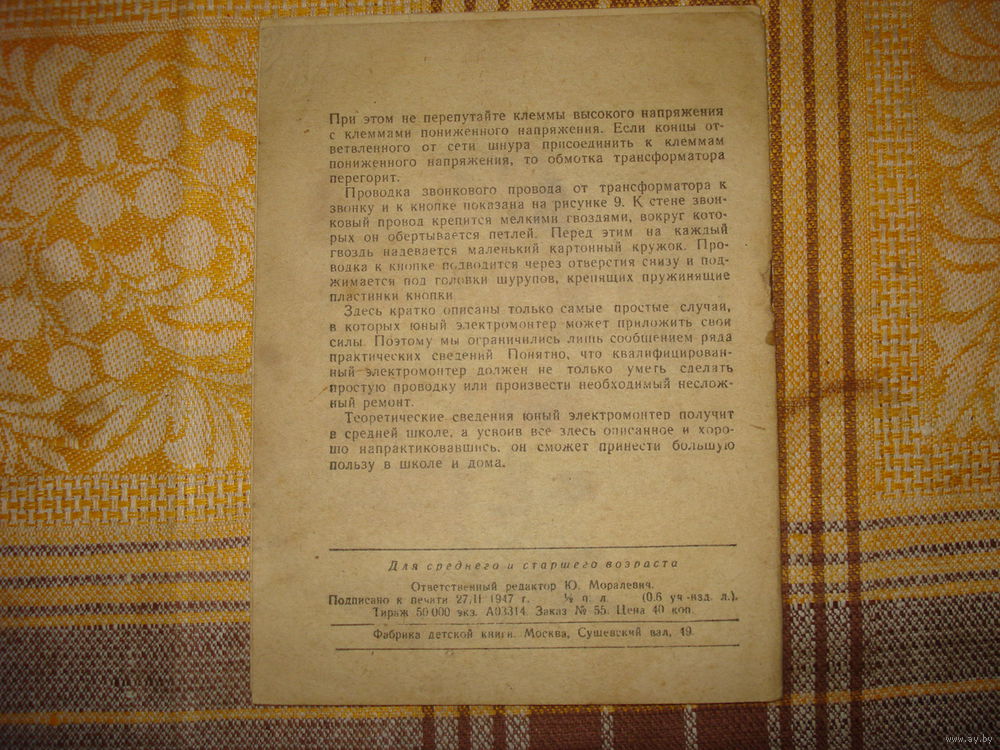 При этом не перепутайте клеммы высокого напряжения
с клеммами пониженного напряжения. Если концы от-
ветвленного от сети шнура присоединить к клеммам
пониженного напряжения, то обмотка трансформатора
перегорит.
Проводка звонкового провода от трансформатора к
звонку и к кнопке показана на рисунке 9. К стене звон-
ковый провод крепится мелкими гвоздями, вокруг кото-
рых он обертывается петлей. Перед этим на каждый
гвоздь надевается маленький картонный кружок. Про-
водка к кнопке подводится через отверстия снизу и под-
жимается под головки шурупов, крепящих пружинящие
пластинки кнопки
Здесь кратко описаны только самые простые случаи,
в которых юный электромонтер может приложить свои
силы. Поэтому мы ограничились лишь сообщением ряда
практических сведений Понятно, что квалифицирован-
ный электромонтер должен не только уметь сделать
простую проводку или произвести необходимый неслож-
ный ремонт.
Теоретические сведения юный электромонтер получит
в средней школе, а усвоив все здесь описанное и хоро-
шо напрактиковавшись, он сможет принести большую
пользу в школе и дома.
Для среднего и старшего возраста
Ответственный редактор Ю. Моралевич.
Подписано к печати 27.II 1947 г. ½ п. л. (0.6 уч-изд. л.).
Тираж 50 000 экз. А03314. Заказ № 55. Цена 40 коп.
Фабрика детской книги. Москва, Сущевский вал, 49.
www.ay.by